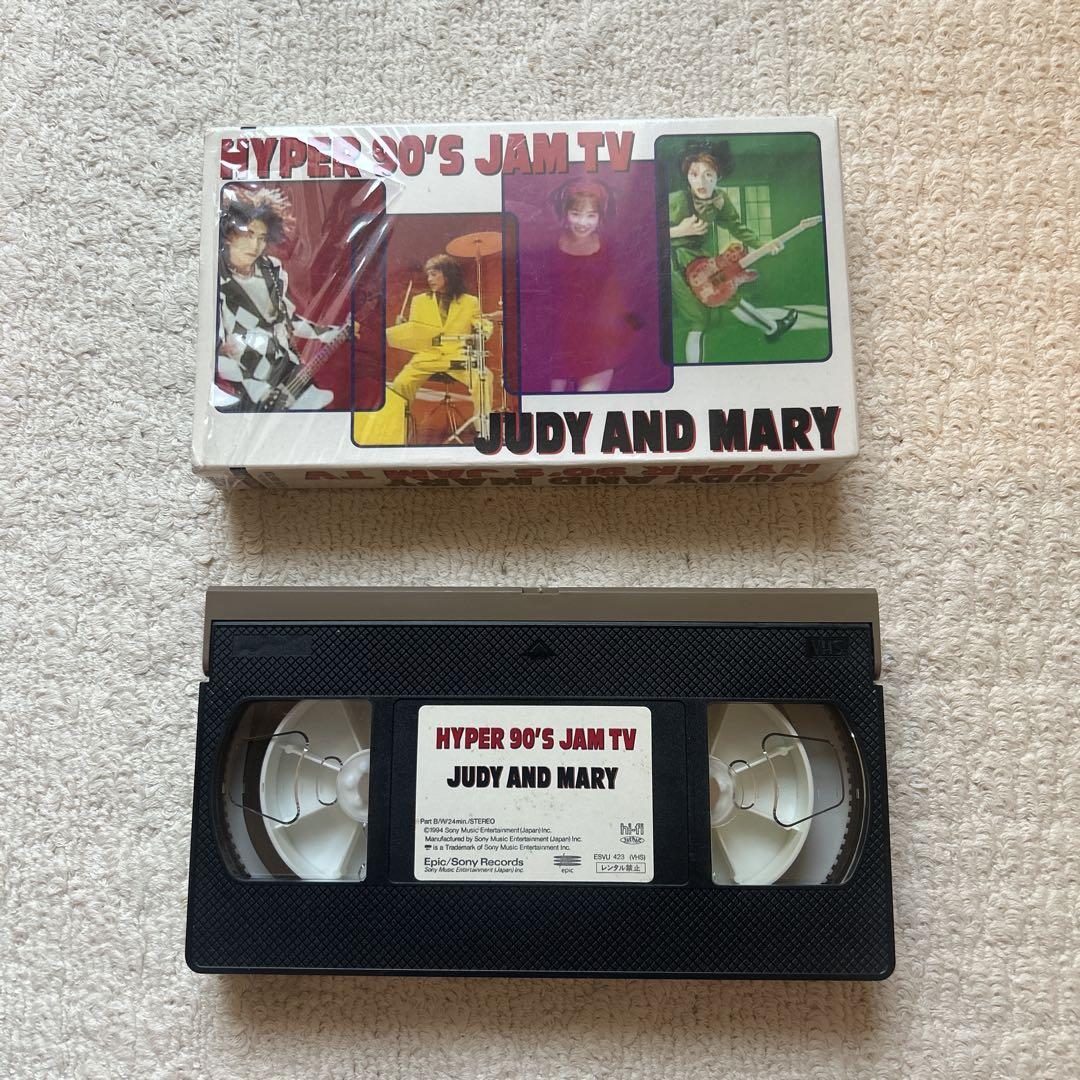 HYPER 90'S JAM TV
JUDY AND MARY
JUDY AND MARY
HYPER 90'S JAM TV
VHS
HYPER 90'S JAM TV
JUDY AND MARY
Part B/W/24min./STEREO
©1994 Sony Music Entertainment (Japan) Inc.
Manufactured by Sony Music Entertainment (Japan) Inc.
is a Trademark of Sony Music Entertainment (Japan) Inc.
hi-fi
Epic/Sony Records
Sony Music Entertainment (Japan) Inc.
epic
ESVU 423 (VHS)
レンタル禁止